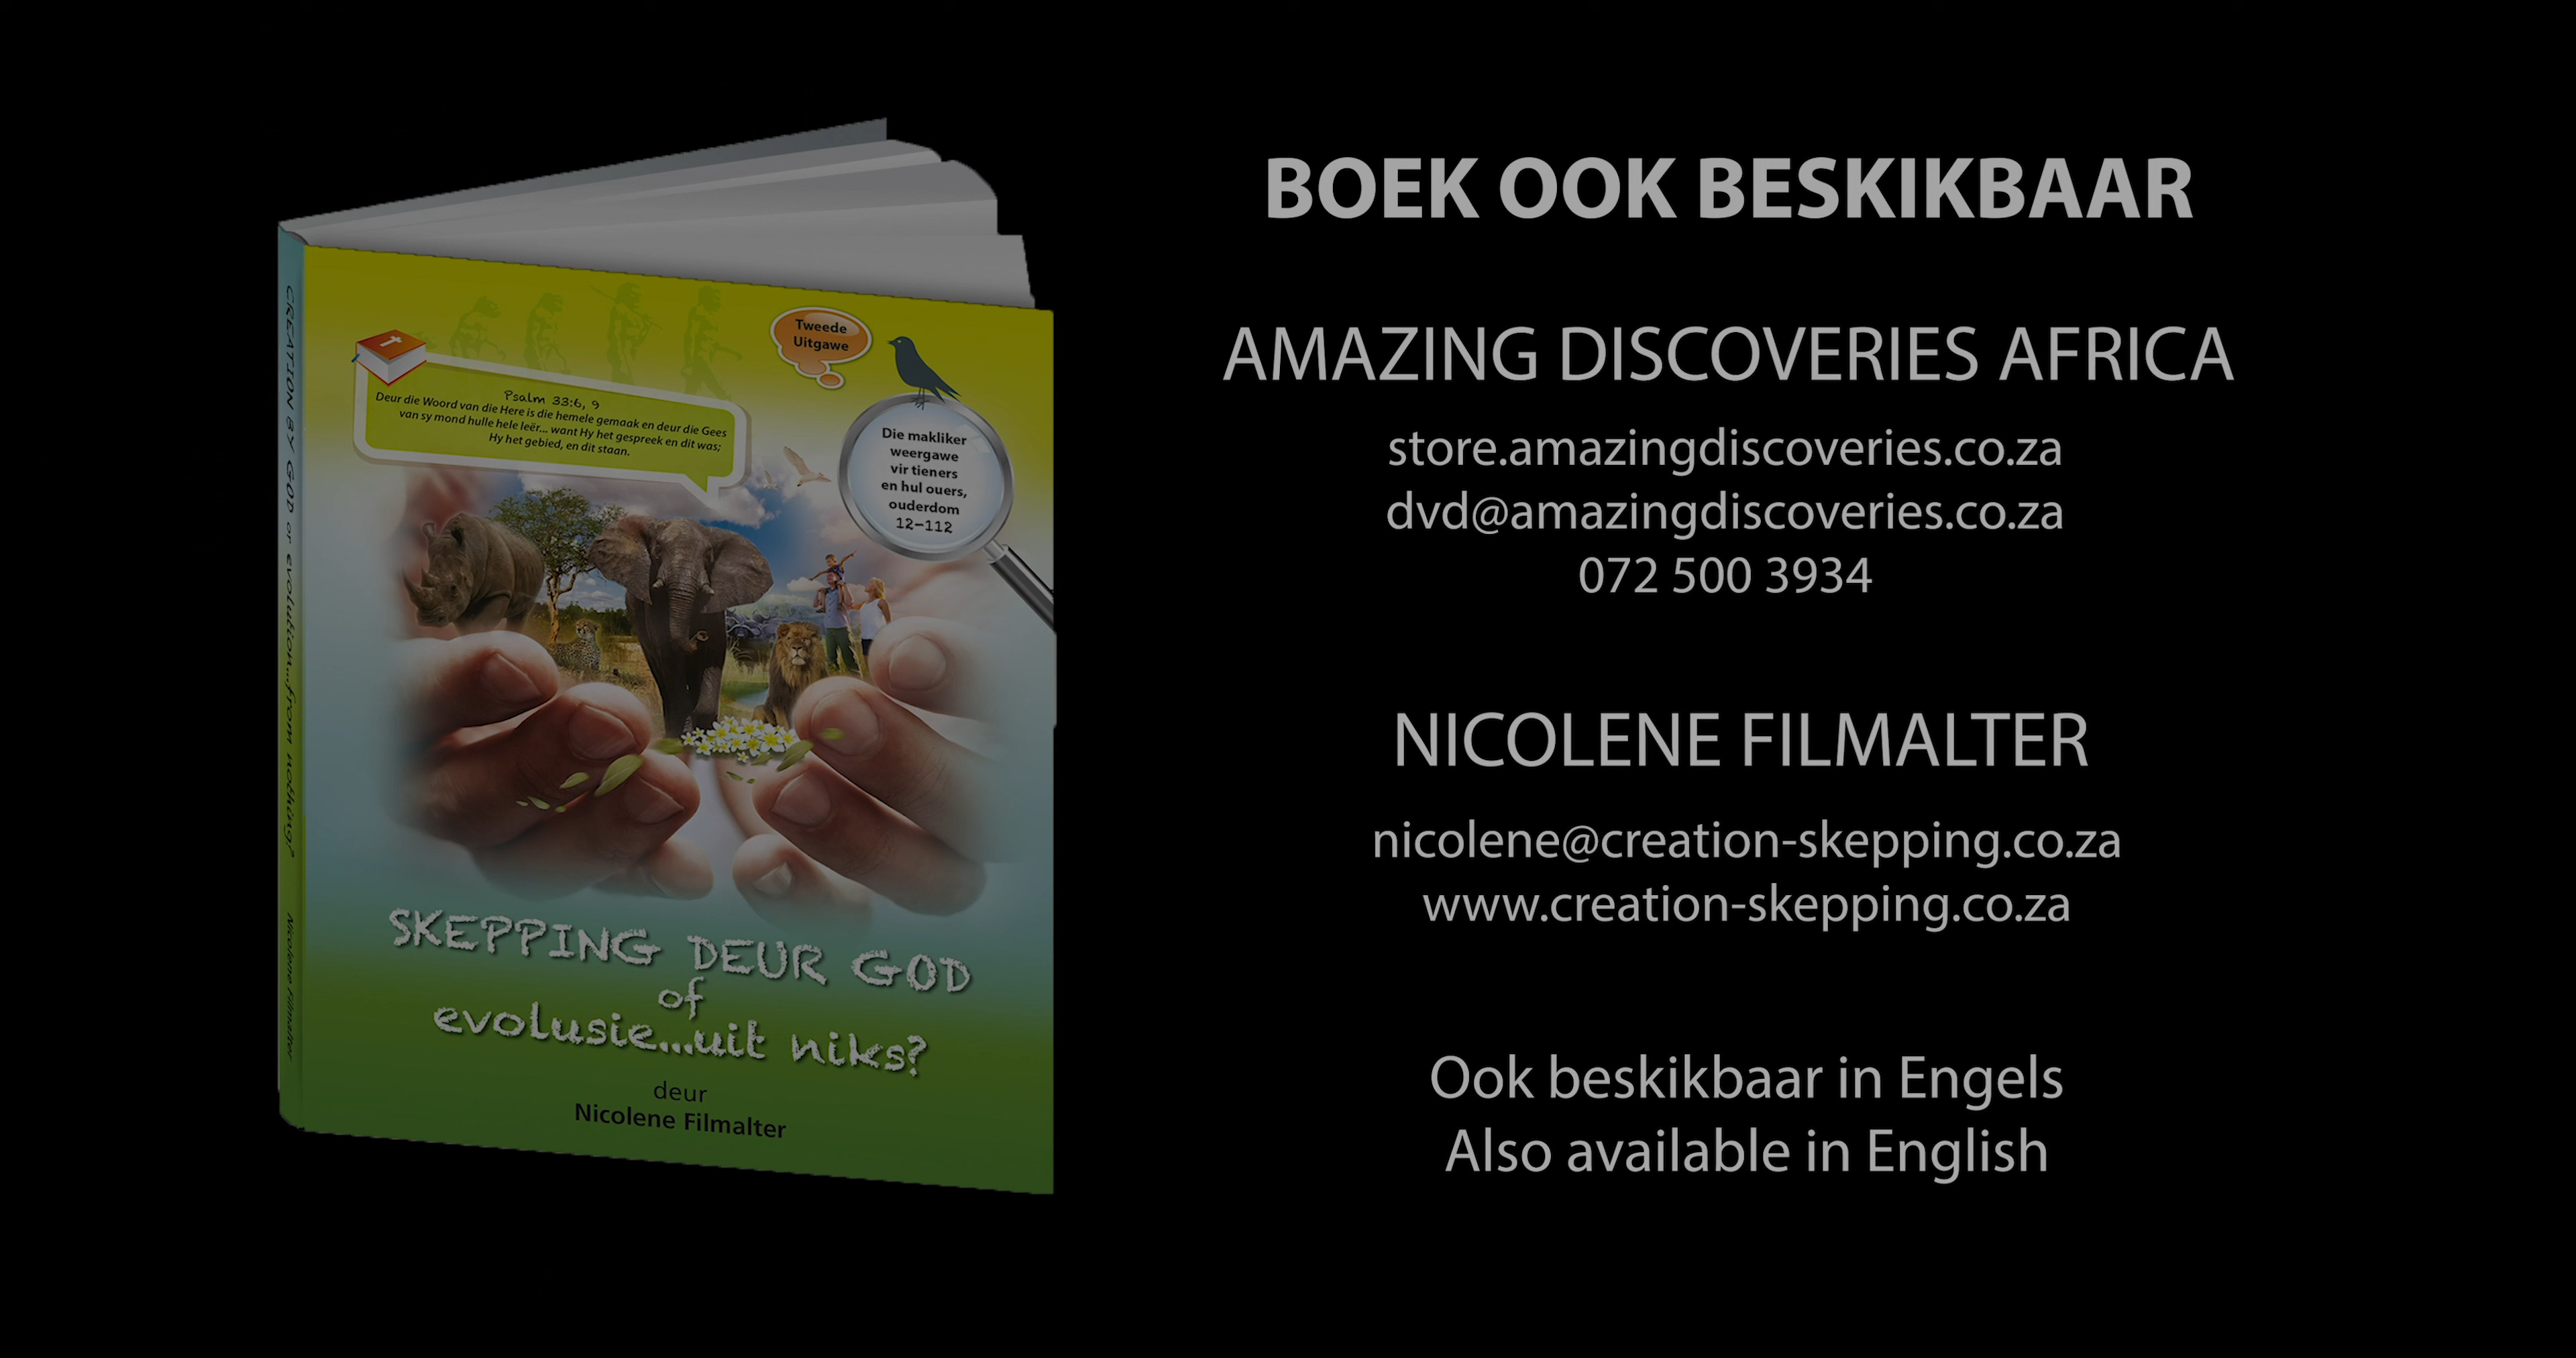 BOEK OOK BESKIKBAAR
AMAZING DISCOVERIES AFRICA
store.amazingdiscoveries.co.za
dvd@amazingdiscoveries.co.za
072 500 3934
NICOLENE FILMALTER
nicolene@creation-skepping.co.za
www.creation-skepping.co.za
Ook beskikbaar in Engels
Also available in English
CREATION BY GOD or evolution...from nothing?
Nicolene Filmalter
Tweede
Uitgawe
Psalm 33:6, 9
Deur die Woord van die Here is die hemele gemaak en deur die Gees
van sy mond hulle hele leër... want Hy het gespreek en dit was;
Hy het gebied, en dit staan.
Die makliker
weergawe
vir tieners
en hul ouers,
ouderdom
12-112
SKEPPING DEUR GOD
of
evolusie...uit niks?
deur
Nicolene Filmalter